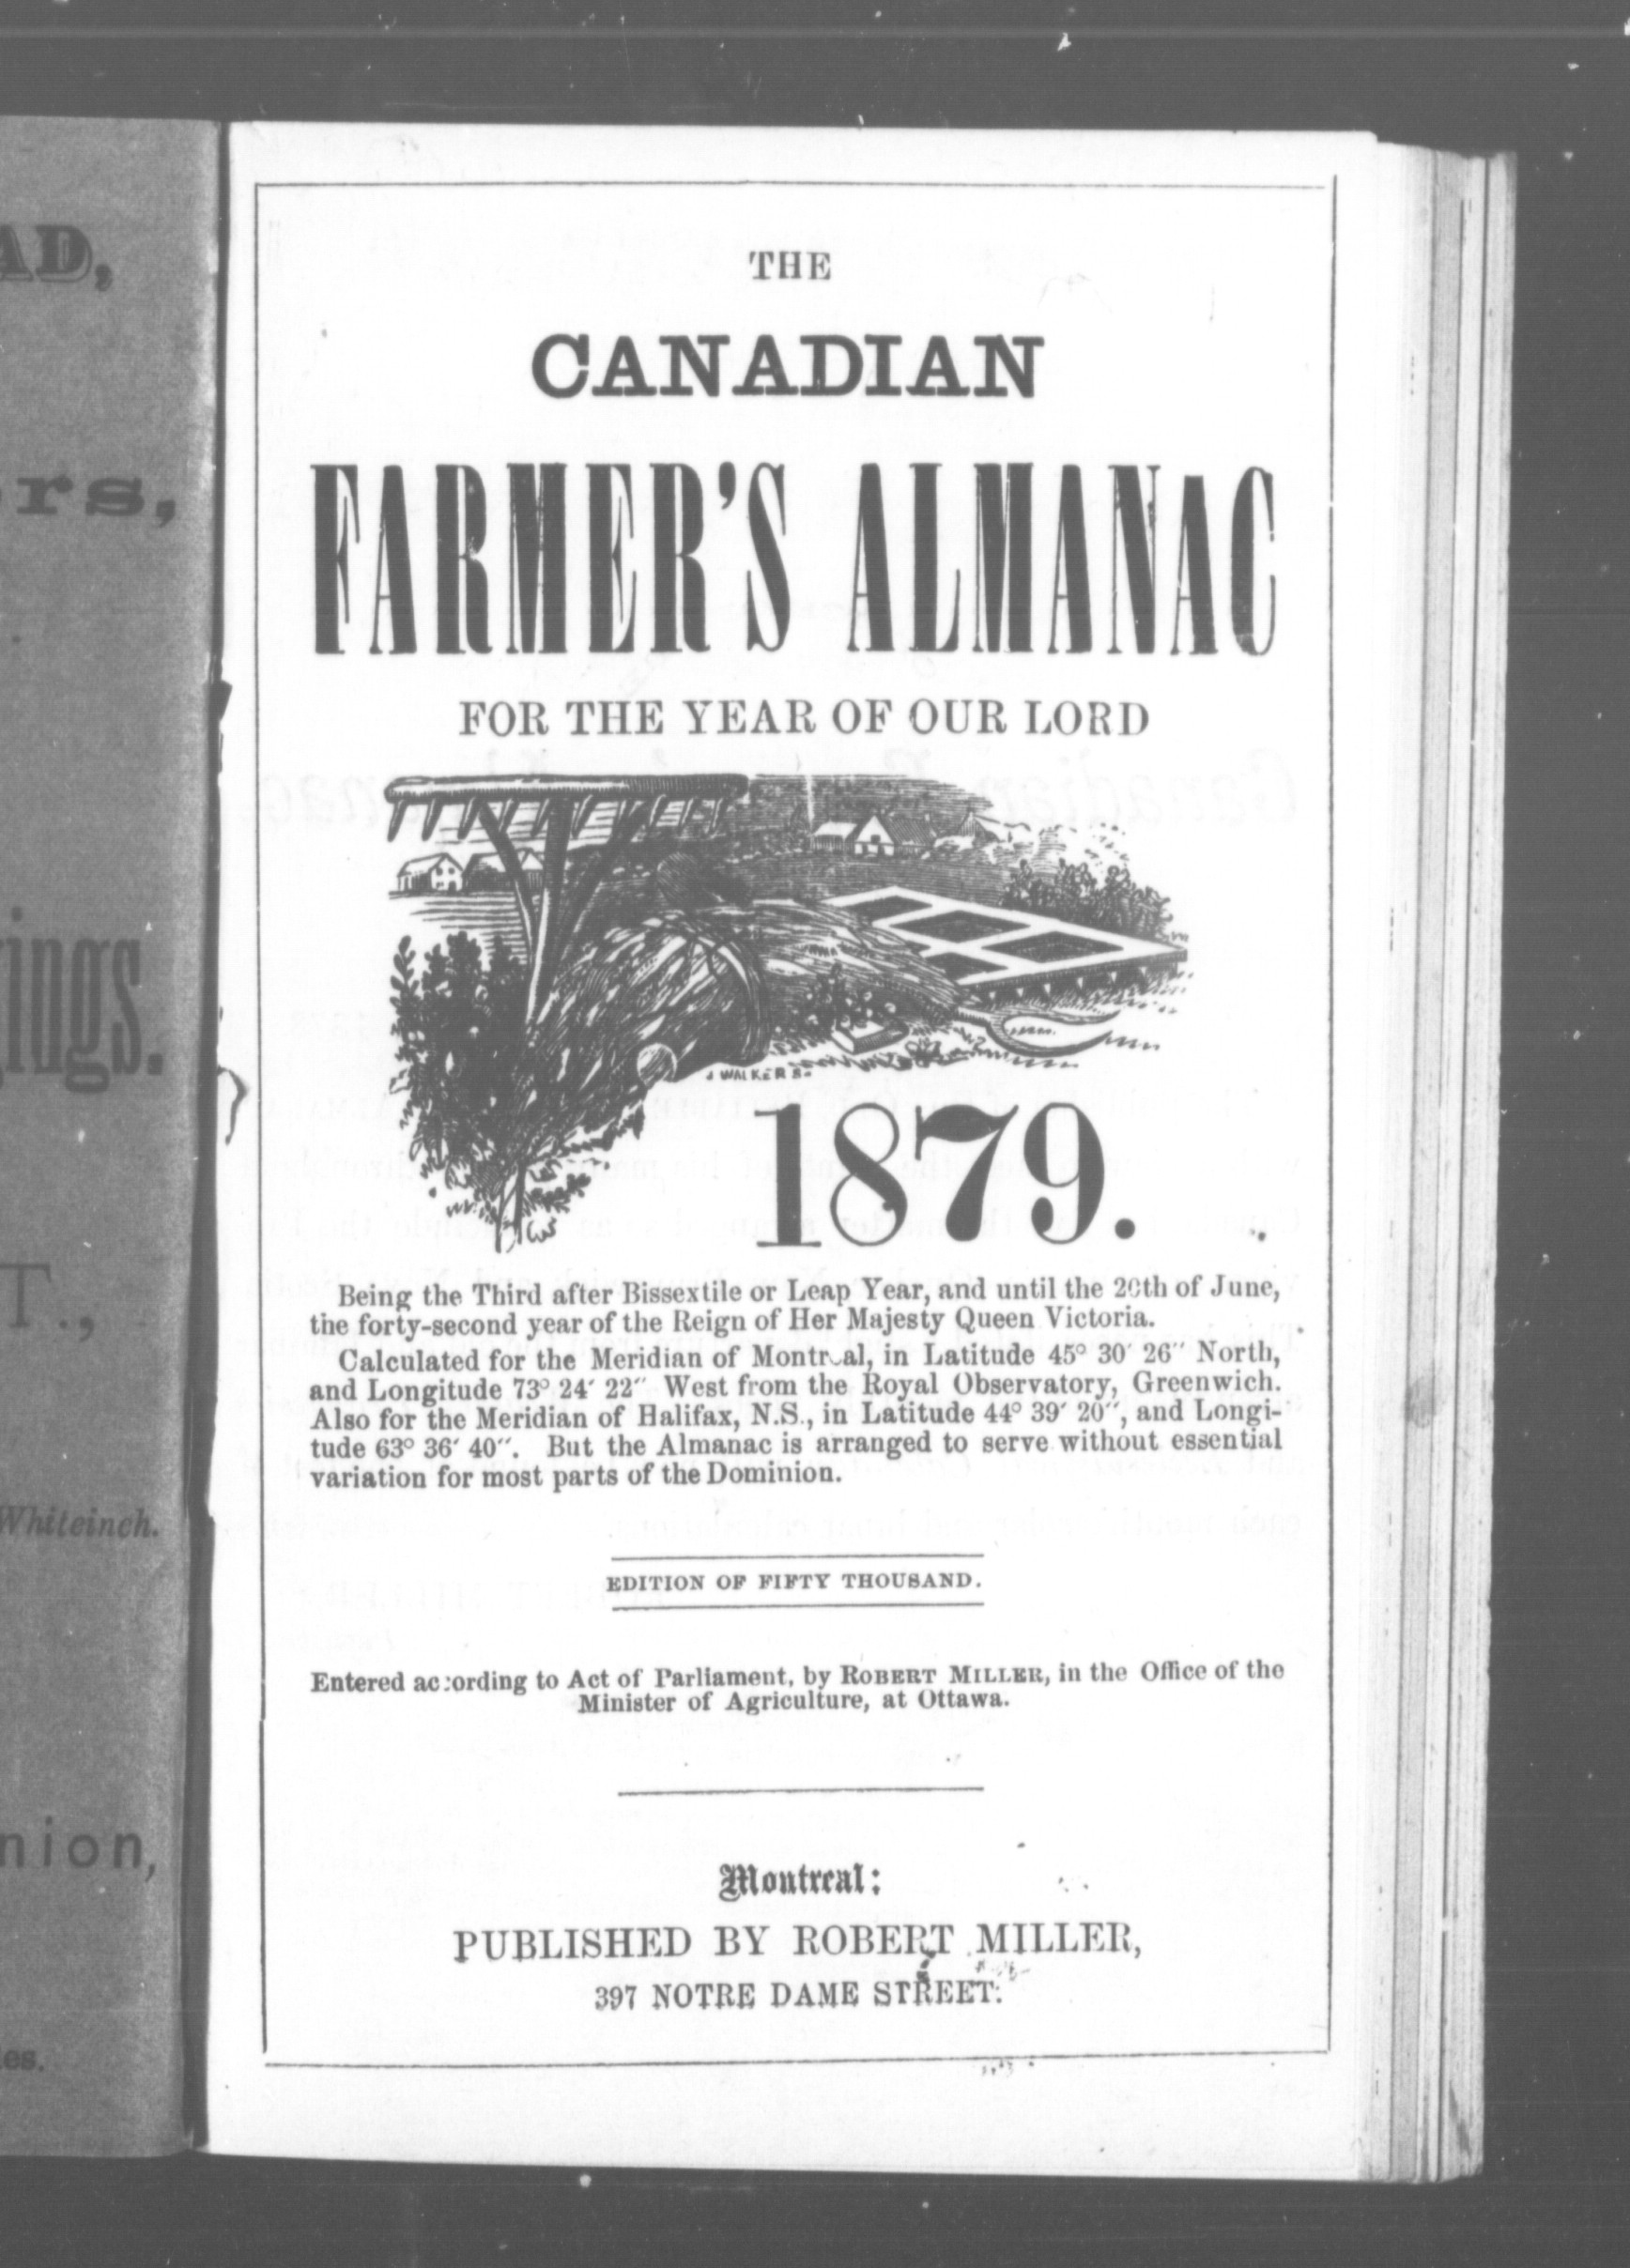 AD,
rs,
ings.
T.,
Whiteinch.
nion,
es.
THE
CANADIAN
FARMER'S ALMANAC
FOR THE YEAR OF OUR LORD
J WALKER S.
1879.
Being the Third after Bissextile or Leap Year, and until the 20th of June,
the forty-second year of the Reign of Her Majesty Queen Victoria.
Calculated for the Meridian of Montreal, in Latitude 45° 30′ 26″ North,
and Longitude 73° 24′ 22″ West from the Royal Observatory, Greenwich.
Also for the Meridian of Halifax, N.S., in Latitude 44° 39′ 20″, and Longi-
tude 63° 36′ 40″. But the Almanac is arranged to serve without essential
variation for most parts of the Dominion.
EDITION OF FIFTY THOUSAND.
Entered according to Act of Parliament, by ROBERT MILLER, in the Office of the
Minister of Agriculture, at Ottawa.
Montreal:
PUBLISHED BY ROBERT MILLER,
397 NOTRE DAME STREET.